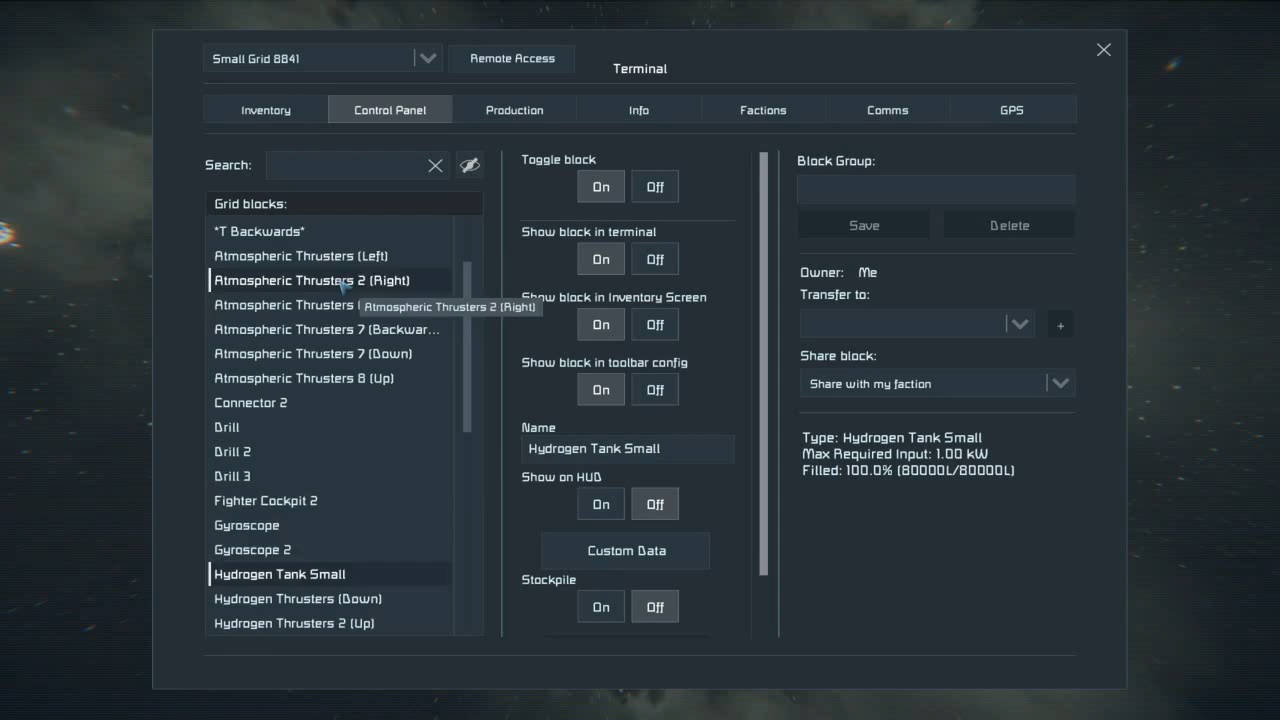 Small Grid 8841
Remote Access
Terminal
Inventory
Control Panel
Production
Info
Factions
Comms
GPS
Search:
Grid blocks:
*T Backwards*
Atmospheric Thrusters (Left)
Atmospheric Thrusters 2 (Right)
Atmospheric Thrusters
Atmospheric Thrusters 2 (Right)
Atmospheric Thrusters 7 (Backwar...
Atmospheric Thrusters 7 (Down)
Atmospheric Thrusters 8 (Up)
Connector 2
Drill
Drill 2
Drill 3
Fighter Cockpit 2
Gyroscope
Gyroscope 2
Hydrogen Tank Small
Hydrogen Thrusters (Down)
Hydrogen Thrusters 2 (Up)
Toggle block
On Off
Show block in terminal
On Off
Show block in Inventory Screen
On Off
Show block in toolbar config
On Off
Name
Hydrogen Tank Small
Show on HUD
On Off
Custom Data
Stockpile
On Off
Block Group:
Save Delete
Owner: Me
Transfer to:
+
Share block:
Share with my faction
Type: Hydrogen Tank Small
Max Required Input: 1.00 kW
Filled: 100.0% (80000L/80000L)